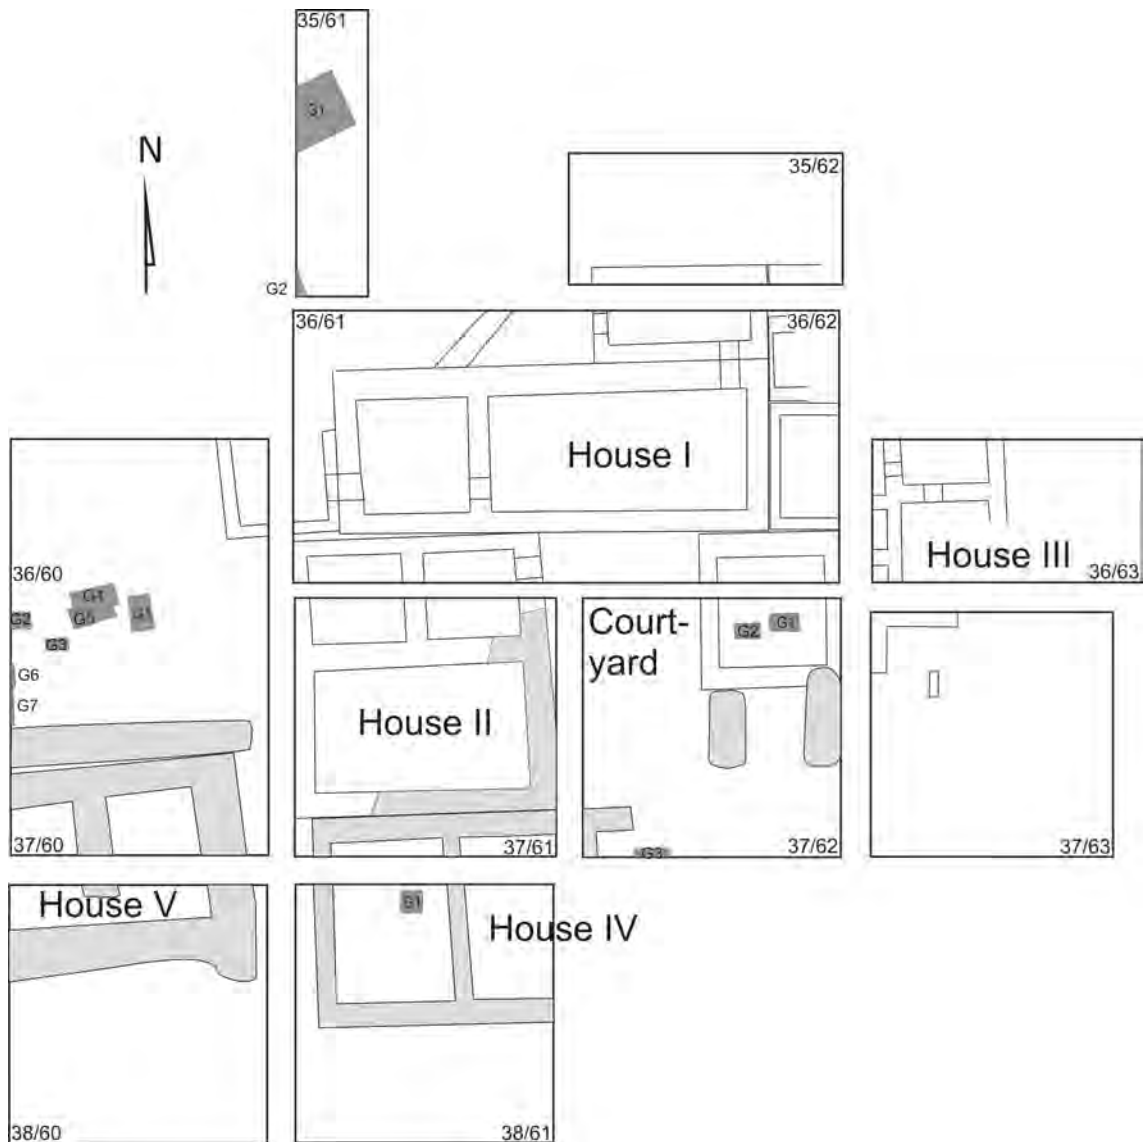 35/61
G1
N
35/62
G2
36/61
36/62
House I
House III
36/63
36/60
G4
G5
G1
G2
G3
G6
G7
Court-
yard
G2
G1
House II
37/60
37/61
G3
37/62
37/63
House V
G1
House IV
38/60
38/61